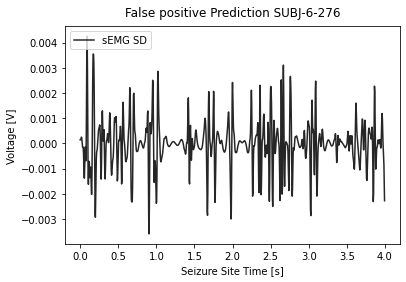 False positive Prediction SUBJ-6-276
sEMG SD
Voltage [V]
0.004
0.003
0.002
0.001
0.000
−0.001
−0.002
−0.003
0.0 0.5 1.0 1.5 2.0 2.5 3.0 3.5 4.0
Seizure Site Time [s]